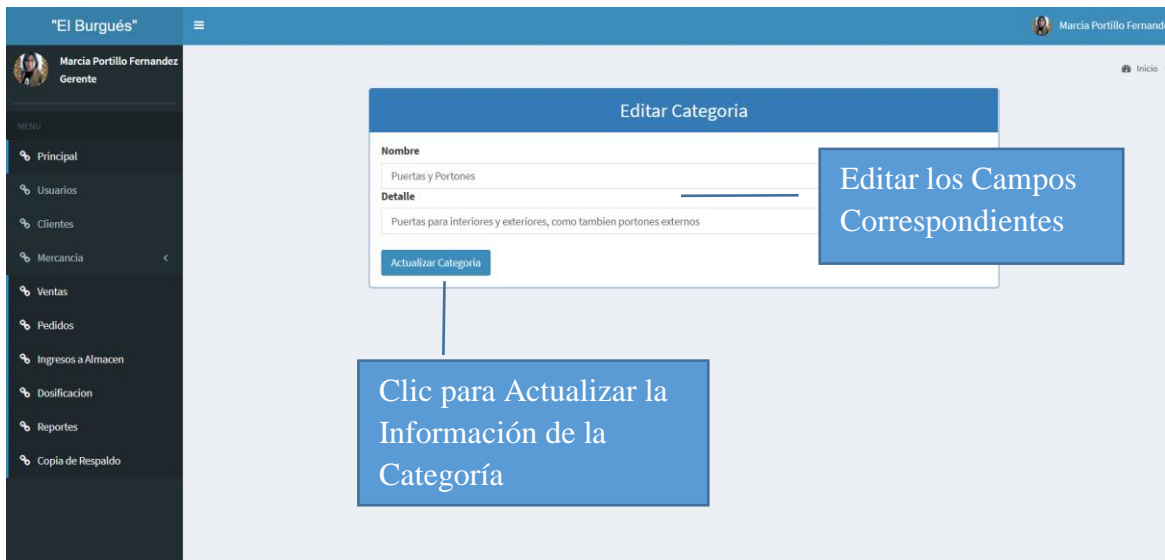 "El Burgués"
Marcia Portillo Fernand
Marcia Portillo Fernandez
Gerente
Inicio
MENU
Principal
Usuarios
Clientes
Mercancia
Ventas
Pedidos
Ingresos a Almacen
Dosificacion
Reportes
Copia de Respaldo
Editar Categoria
Nombre
Puertas y Portones
Detalle
Puertas para interiores y exteriores, como tambien portones externos
Actualizar Categoria
Editar los Campos
Correspondientes
Clic para Actualizar la
Información de la
Categoría